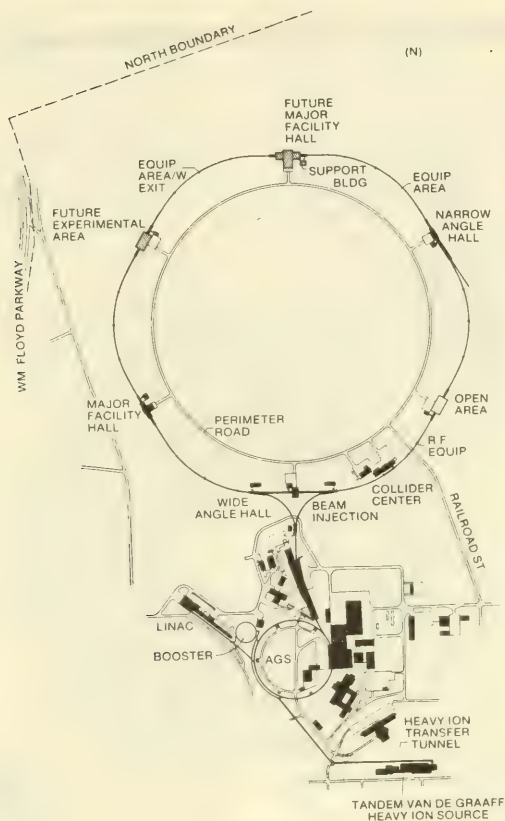 NORTH BOUNDARY
(N)
FUTURE
MAJOR
FACILITY
HALL
EQUIP
AREA/W
EXIT
SUPPORT
BLDG
EQUIP
AREA
FUTURE
EXPERIMENTAL
AREA
NARROW
ANGLE
HALL
WM FLOYD PARKWAY
MAJOR
FACILITY
HALL
PERIMETER
ROAD
OPEN
AREA
R F
EQUIP
COLLIDER
CENTER
WIDE
ANGLE HALL
BEAM
INJECTION
RAILROAD ST
LINAC
BOOSTER
AGS
HEAVY ION
TRANSFER
TUNNEL
TANDEM VAN DE GRAAFF
HEAVY ION SOURCE